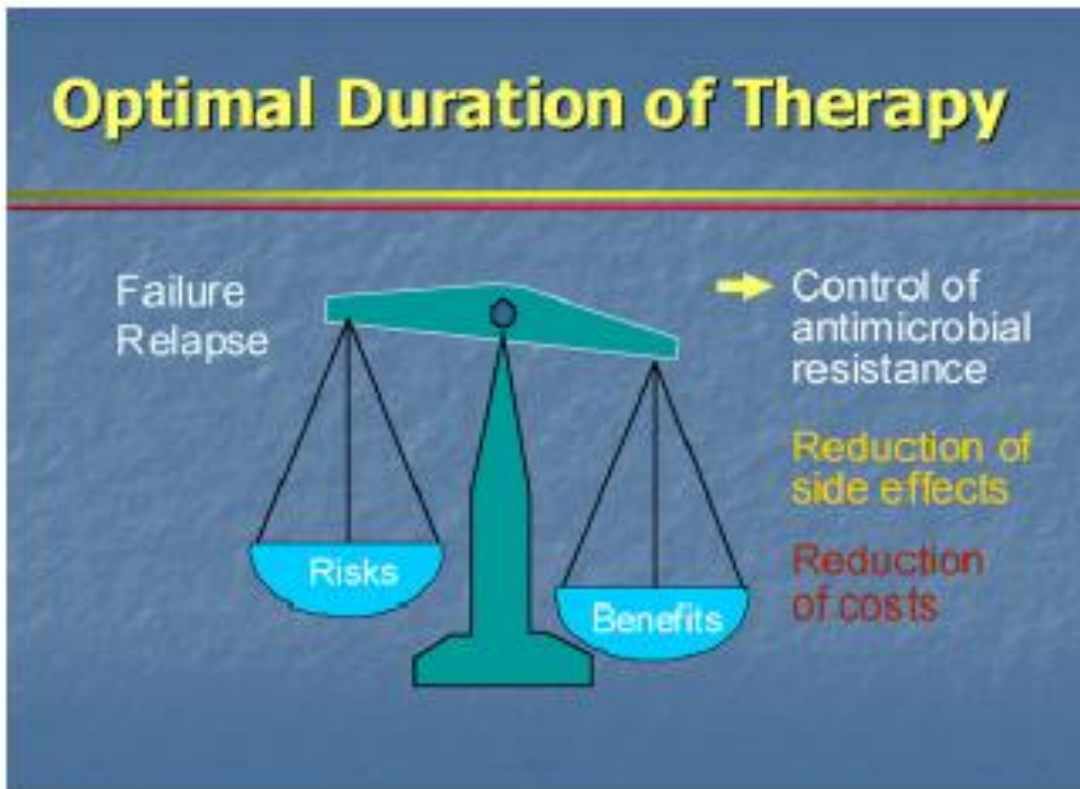 Optimal Duration of Therapy
Failure
Relapse
Control of
antimicrobial
resistance
Reduction of
side effects
Reduction
of costs
Risks
Benefits